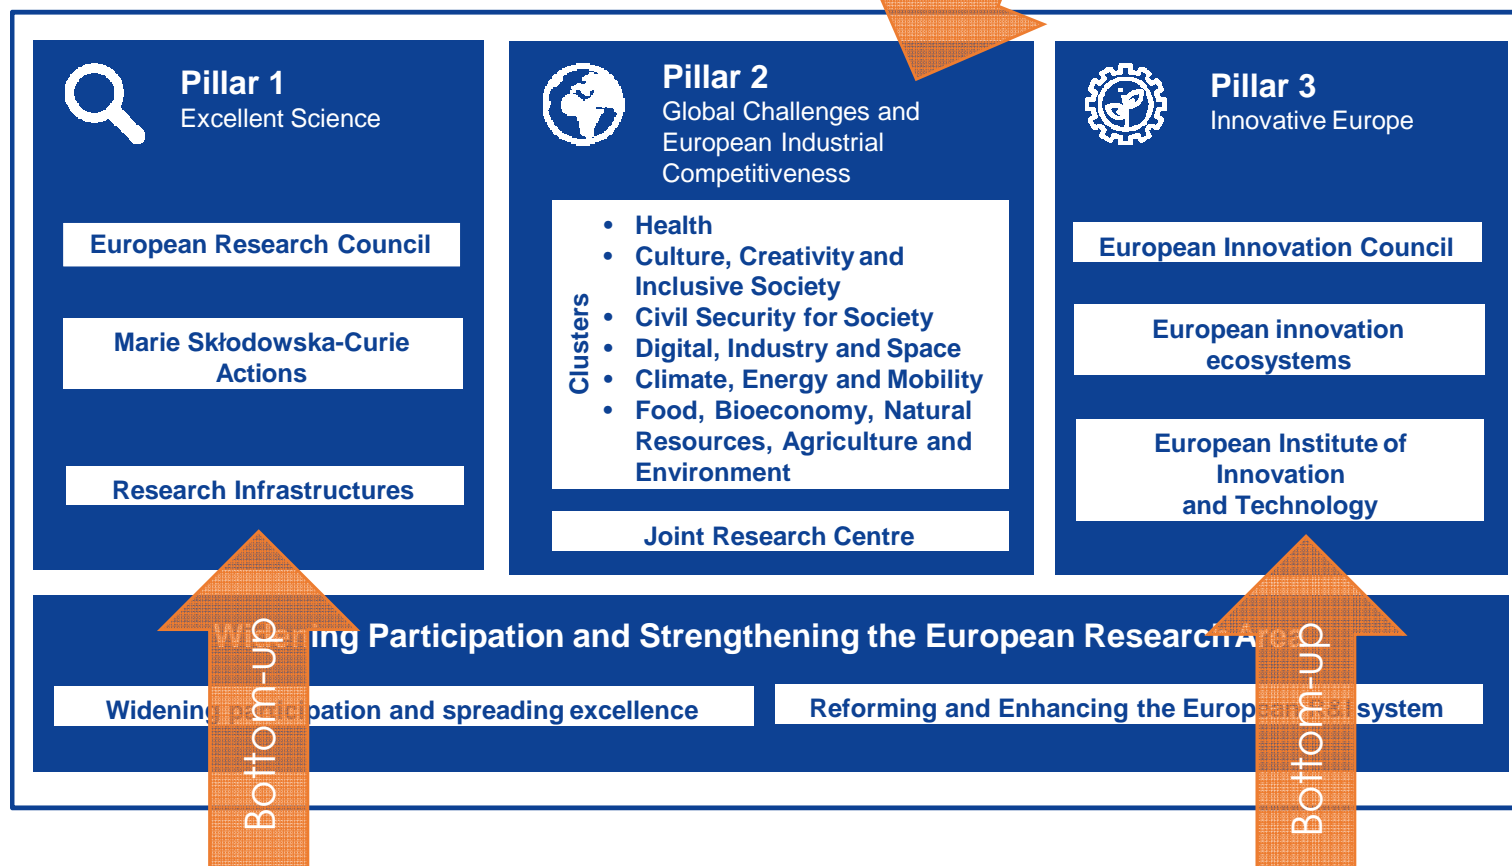 Pillar 1
Excellent Science
European Research Council
Marie Skłodowska-Curie
Actions
Research Infrastructures
Pillar 2
Global Challenges and
European Industrial
Competitiveness
Clusters
• Health
• Culture, Creativity and
Inclusive Society
• Civil Security for Society
• Digital, Industry and Space
• Climate, Energy and Mobility
• Food, Bioeconomy, Natural
Resources, Agriculture and
Environment
Joint Research Centre
Pillar 3
Innovative Europe
European Innovation Council
European innovation
ecosystems
European Institute of
Innovation
and Technology
Widening Participation and Strengthening the European Research Area
Widening participation and spreading excellence
Reforming and Enhancing the European R&I system
Bottom-up
Bottom-up